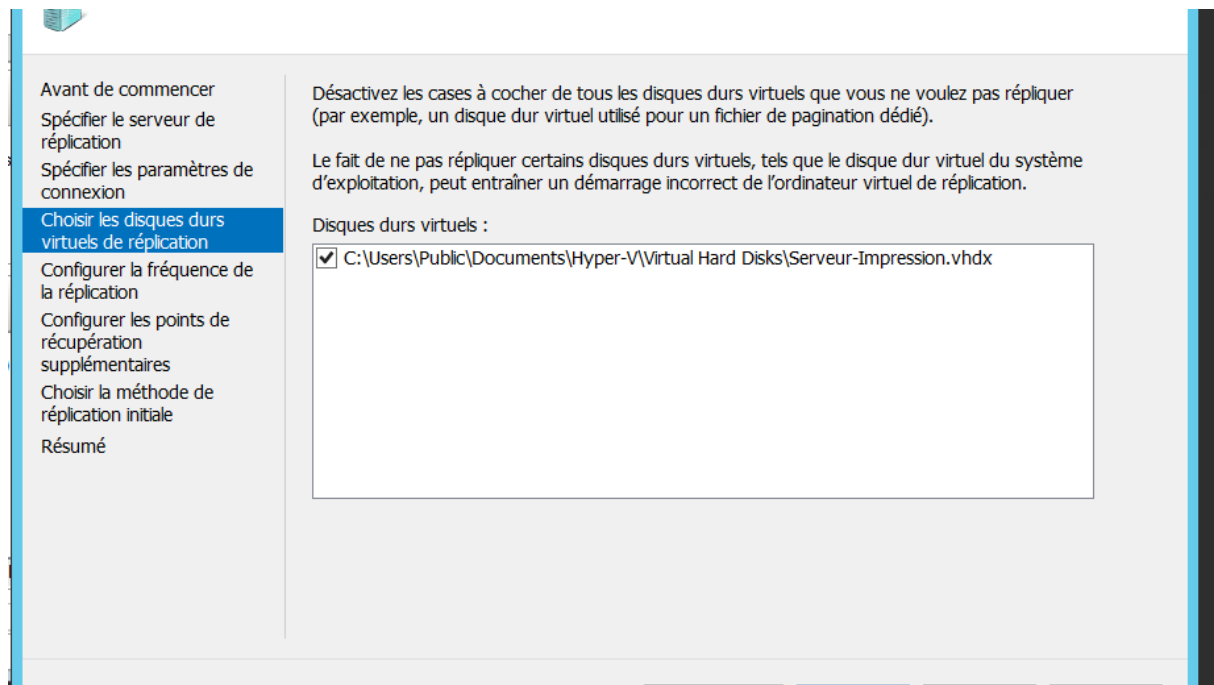 Avant de commencer
Spécifier le serveur de
réplication
Spécifier les paramètres de
connexion
Choisir les disques durs
virtuels de réplication
Configurer la fréquence de
la réplication
Configurer les points de
récupération
supplémentaires
Choisir la méthode de
réplication initiale
Résumé
Désactivez les cases à cocher de tous les disques durs virtuels que vous ne voulez pas répliquer
(par exemple, un disque dur virtuel utilisé pour un fichier de pagination dédié).
Le fait de ne pas répliquer certains disques durs virtuels, tels que le disque dur virtuel du système
d’exploitation, peut entraîner un démarrage incorrect de l’ordinateur virtuel de réplication.
Disques durs virtuels :
C:\Users\Public\Documents\Hyper-V\Virtual Hard Disks\Serveur-Impression.vhdx